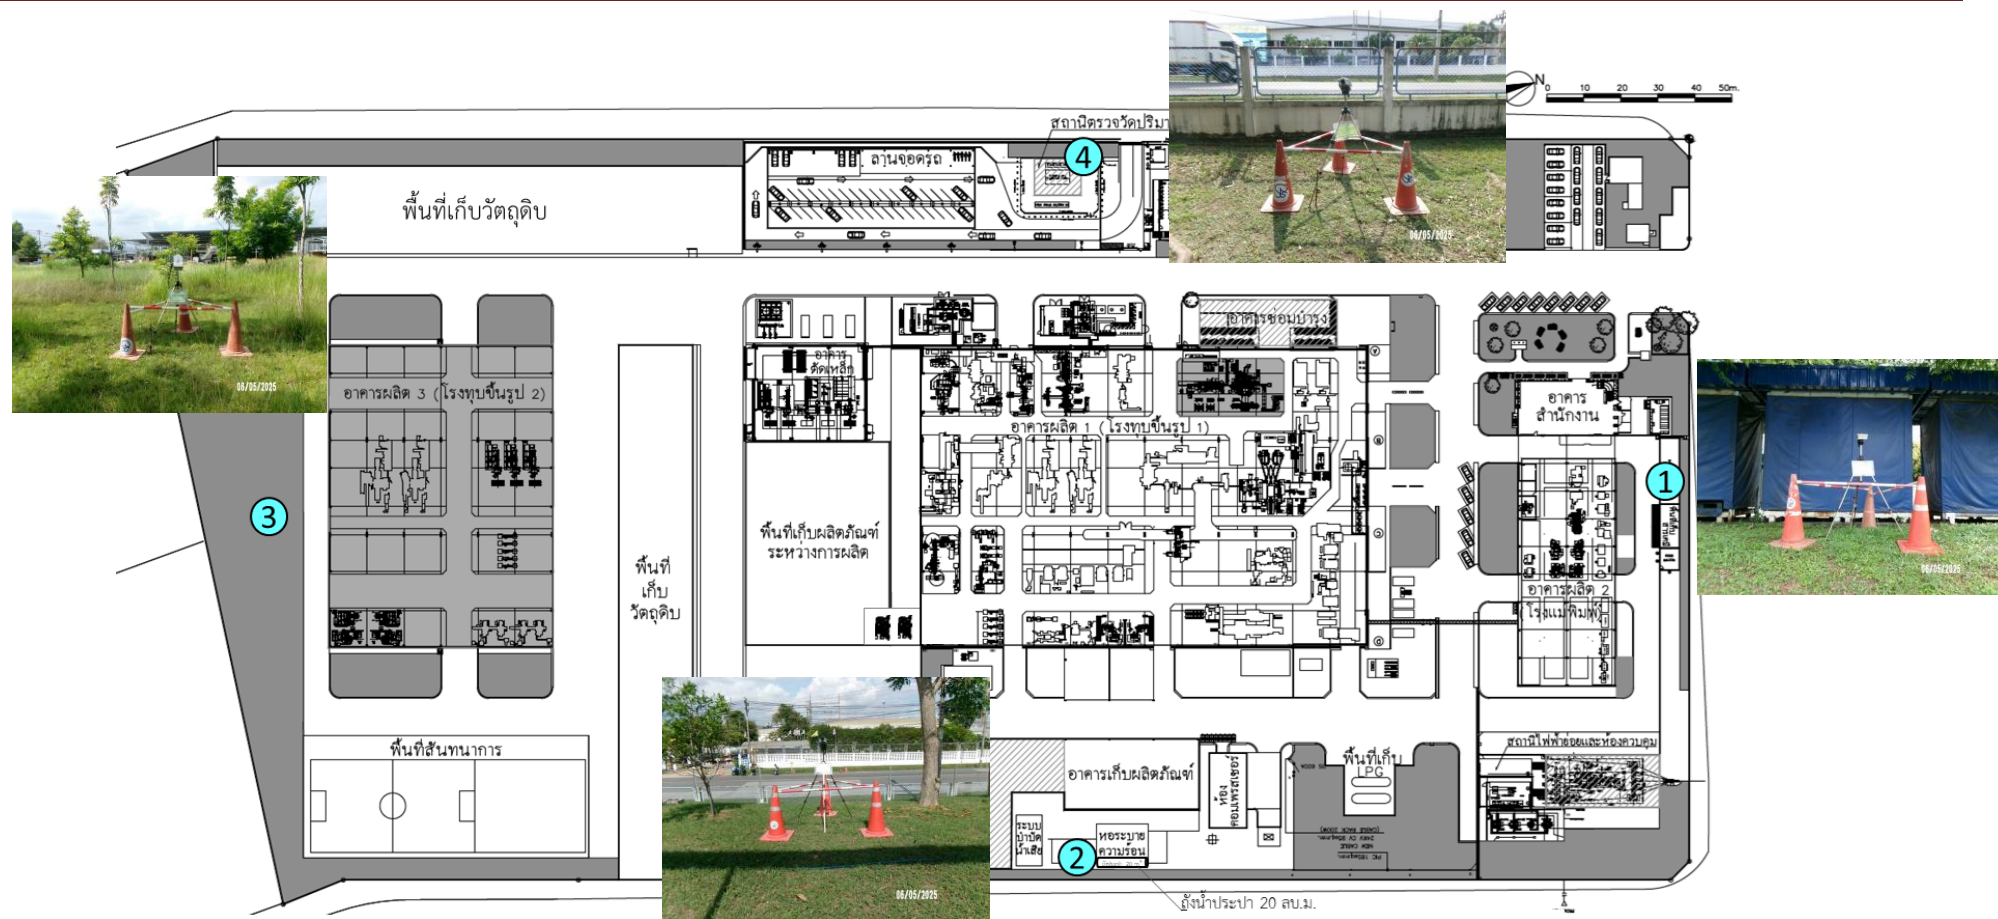 N
0 10 20 30 40 50m.
สถานีตรวจวัดปริมา
4
ลานจอดรถ
พื้นที่เก็บวัตถุดิบ
06/05/2025
06/05/2025
อาคารซ่อมบำรุง
อาคาร
ตัดเหล็ก
อาคารผลิต 3 (โรงทุบขึ้นรูป 2)
อาคารผลิต 1 (โรงทุบขึ้นรูป 1)
A
B
C
D
อาคาร
สำนักงาน
1
3
พื้นที่เก็บผลิตภัณฑ์
ระหว่างการผลิต
พื้นที่
เก็บ
วัตถุดิบ
06/05/2025
อาคารผลิต 2
(โรงแม่พิมพ์)
พื้นที่สันทนาการ
สถานีไฟฟ้าย่อยและห้องควบคุม
อาคารเก็บผลิตภัณฑ์
ห้อง
คอมเพรสเซอร์
พื้นที่เก็บ
LPG
ระบบ
บำบัด
น้ำเสีย
หอระบาย
ความร้อน
2
06/05/2025
ถังน้ำประปา 20 ลบ.ม.